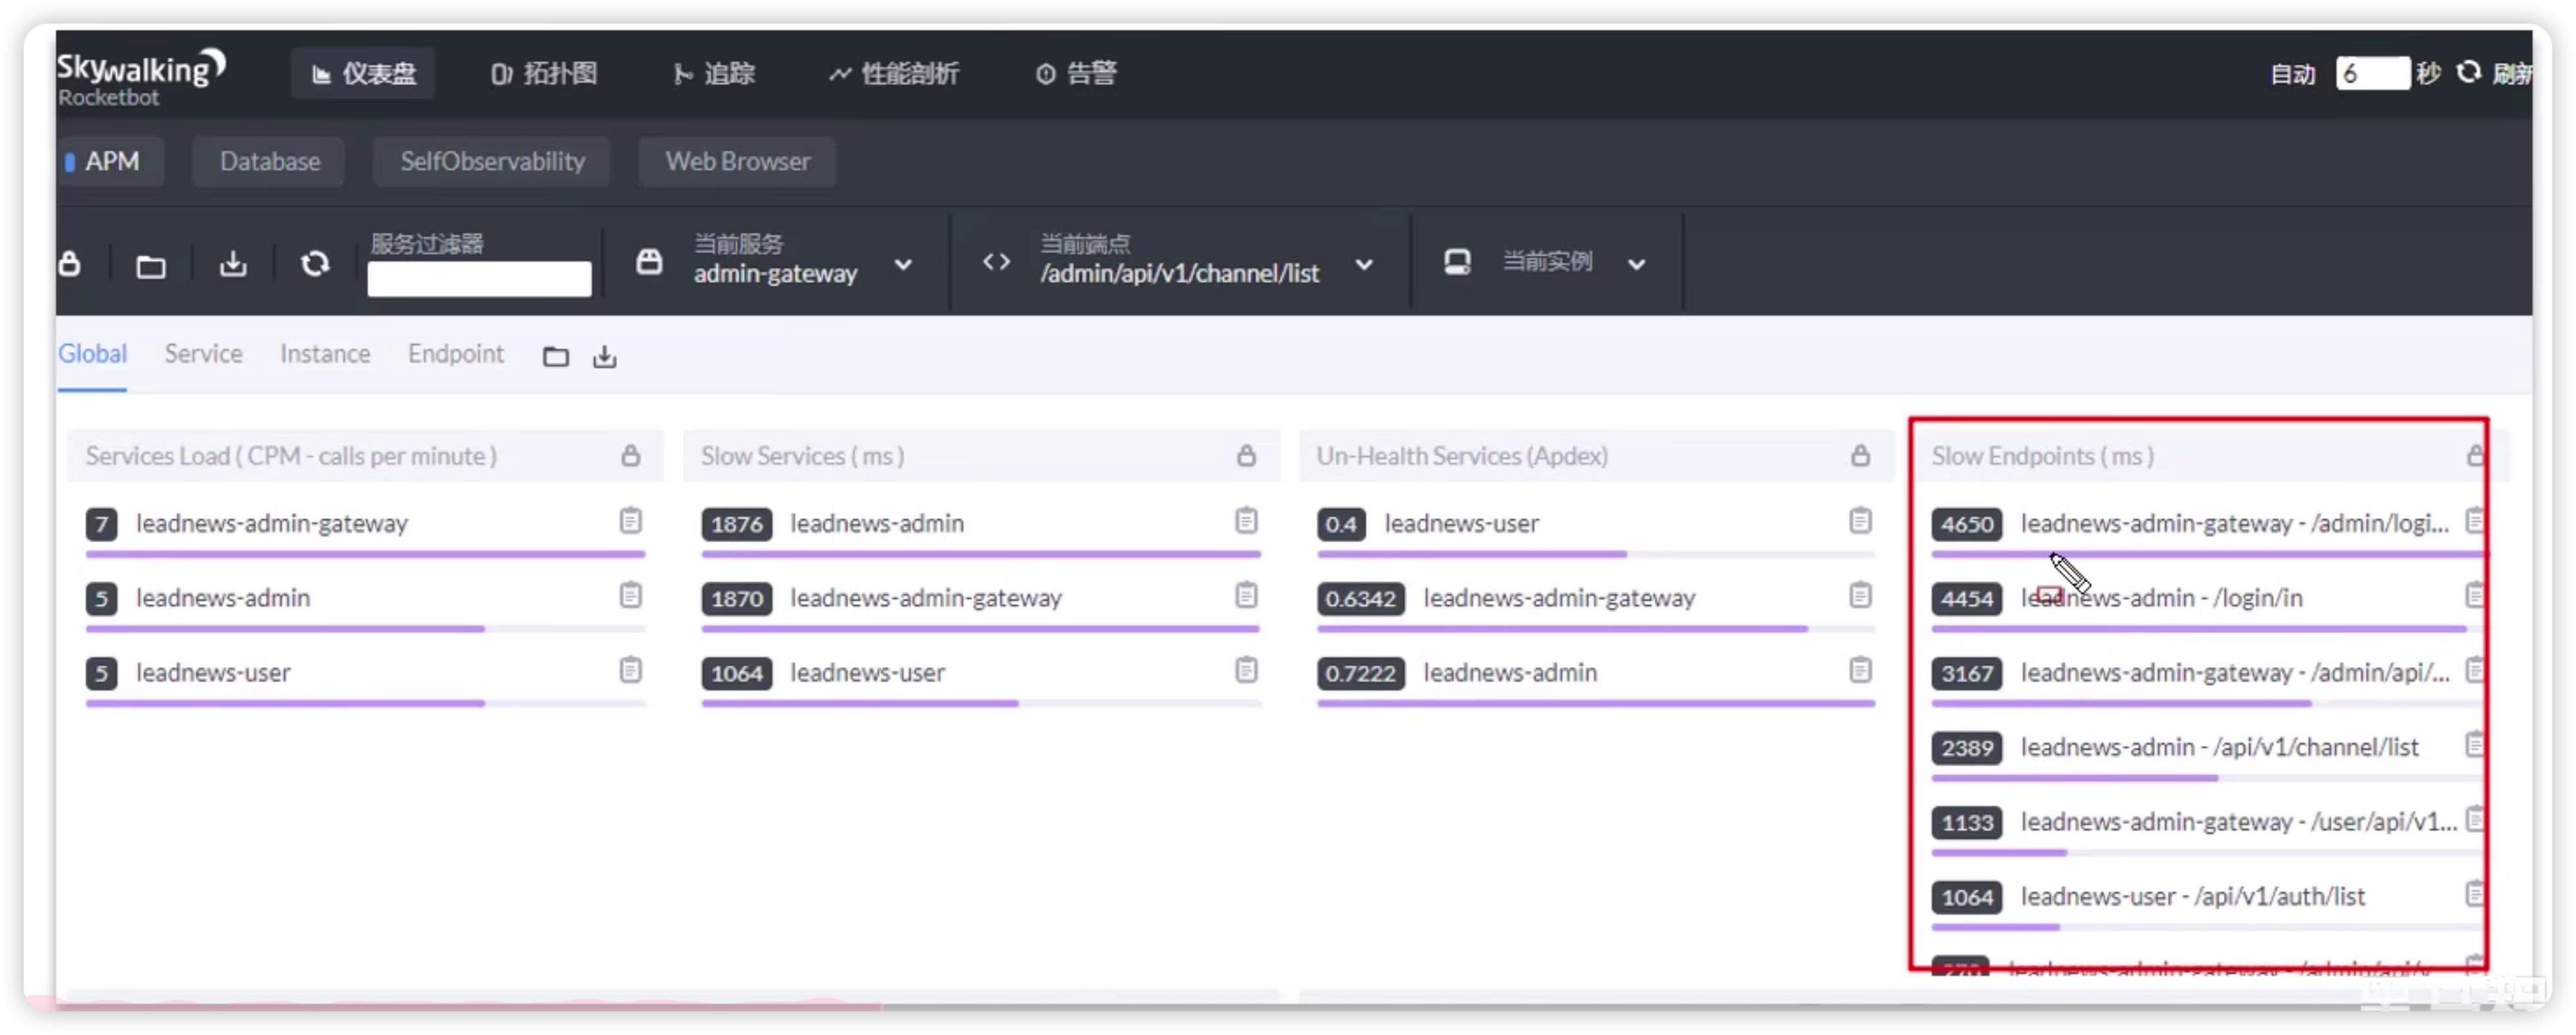 Skywalking
Rocketbot
仪表盘
拓扑图
追踪
性能剖析
告警
自动 6 秒 刷新
APM
Database
SelfObservability
Web Browser
服务过滤器
当前服务
admin-gateway
当前端点
/admin/api/v1/channel/list
当前实例
Global
Service
Instance
Endpoint
Services Load ( CPM - calls per minute )
7 leadnews-admin-gateway
5 leadnews-admin
5 leadnews-user
Slow Services ( ms )
1876 leadnews-admin
1870 leadnews-admin-gateway
1064 leadnews-user
Un-Health Services (Apdex)
0.4 leadnews-user
0.6342 leadnews-admin-gateway
0.7222 leadnews-admin
Slow Endpoints ( ms )
4650 leadnews-admin-gateway - /admin/logi...
4454 leadnews-admin - /login/in
3167 leadnews-admin-gateway - /admin/api/...
2389 leadnews-admin - /api/v1/channel/list
1133 leadnews-admin-gateway - /user/api/v1...
1064 leadnews-user - /api/v1/auth/list
leadnews-admin-gateway - /admin/api/v...